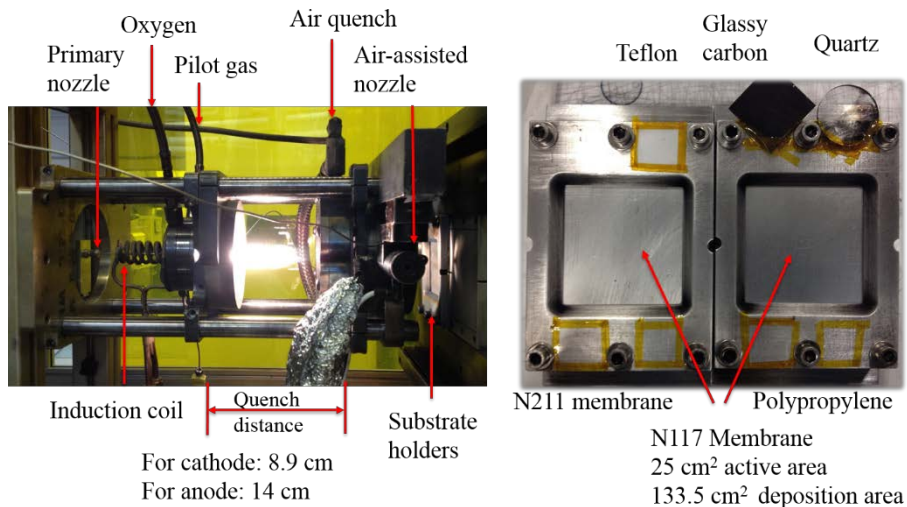 Oxygen
Air quench
Primary
nozzle
Pilot gas
Air-assisted
nozzle
Glassy
carbon
Teflon
Quartz
Induction coil
Quench
distance
Substrate
holders
For cathode: 8.9 cm
For anode: 14 cm
N211 membrane
Polypropylene
N117 Membrane
25 cm² active area
133.5 cm² deposition area